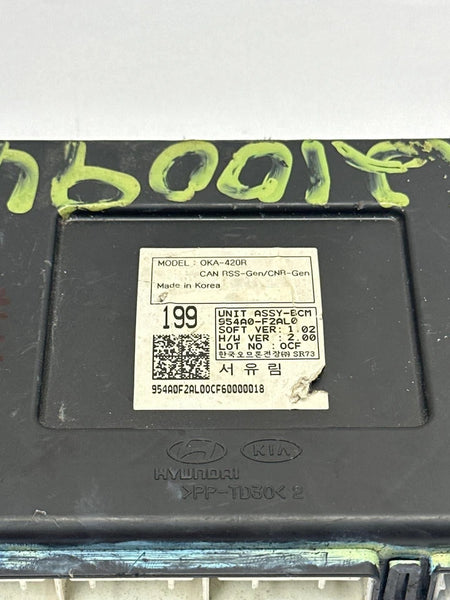 MODEL : OKA-420R
CAN RSS-Gen/CNR-Gen
Made in Korea
199
UNIT ASSY-BCM
954A0-F2AL0
SOFT VER: 1.02
H/W VER : 2.00
LOT NO : 0CF
한국오므론전장㈜ SR73
서유림
954A0F2AL00CF60000018
HYUNDAI
KIA
>PP-TD30< 2